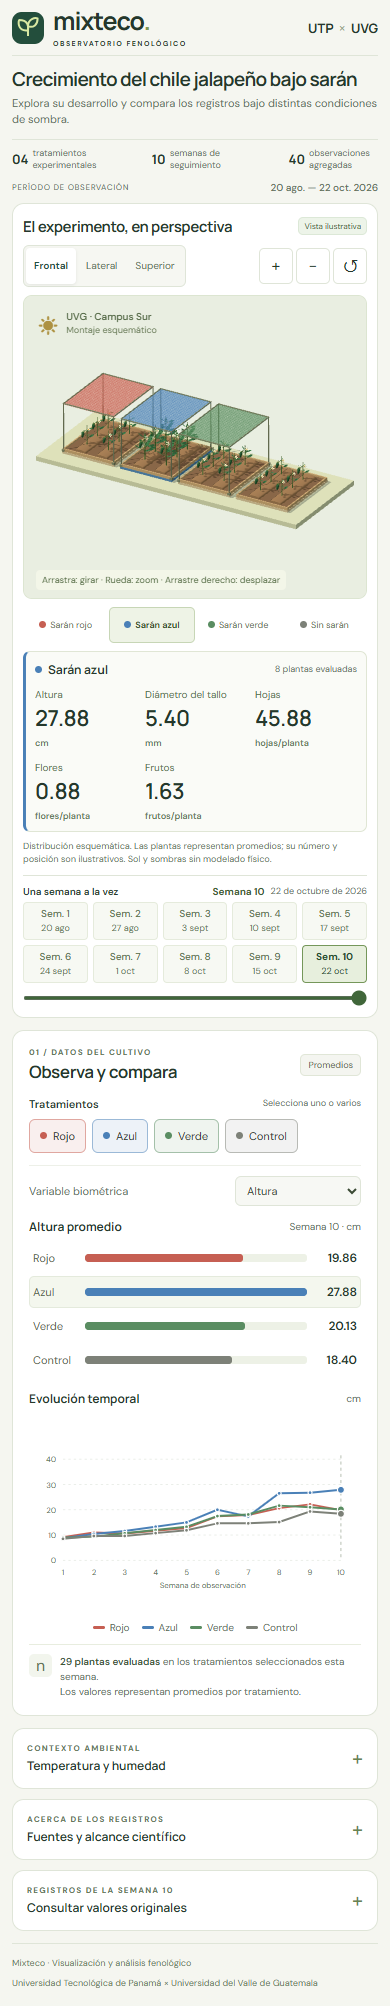 mixteco.
OBSERVATORIO FENOLÓGICO
UTP × UVG
Crecimiento del chile jalapeño bajo sarán
Explora su desarrollo y compara los registros bajo distintas condiciones
de sombra.
04 tratamientos experimentales
10 semanas de seguimiento
40 observaciones agregadas
PERÍODO DE OBSERVACIÓN
20 ago. — 22 oct. 2026
El experimento, en perspectiva
Vista ilustrativa
Frontal Lateral Superior
+ −
UVG · Campus Sur
Montaje esquemático
Arrastra: girar · Rueda: zoom · Arrastre derecho: desplazar
Sarán rojo Sarán azul Sarán verde Sin sarán
Sarán azul
8 plantas evaluadas
Altura Diámetro del tallo Hojas
27.88 5.40 45.88
cm mm hojas/planta
Flores Frutos
0.88 1.63
flores/planta frutos/planta
Distribución esquemática. Las plantas representan promedios; su número y
posición son ilustrativos. Sol y sombras sin modelado físico.
Una semana a la vez
Semana 10 22 de octubre de 2026
Sem. 1 Sem. 2 Sem. 3 Sem. 4 Sem. 5
20 ago 27 ago 3 sept 10 sept 17 sept
Sem. 6 Sem. 7 Sem. 8 Sem. 9 Sem. 10
24 sept 1 oct 8 oct 15 oct 22 oct
01 / DATOS DEL CULTIVO
Observa y compara
Promedios
Tratamientos
Selecciona uno o varios
Rojo Azul Verde Control
Variable biométrica
Altura
Altura promedio
Semana 10 · cm
Rojo 19.86
Azul 27.88
Verde 20.13
Control 18.40
Evolución temporal
cm
40
30
20
10
0
1 2 3 4 5 6 7 8 9 10
Semana de observación
Rojo Azul Verde Control
n
29 plantas evaluadas en los tratamientos seleccionados esta
semana.
Los valores representan promedios por tratamiento.
CONTEXTO AMBIENTAL
Temperatura y humedad
+
ACERCA DE LOS REGISTROS
Fuentes y alcance científico
+
REGISTROS DE LA SEMANA 10
Consultar valores originales
+
Mixteco · Visualización y análisis fenológico
Universidad Tecnológica de Panamá × Universidad del Valle de Guatemala